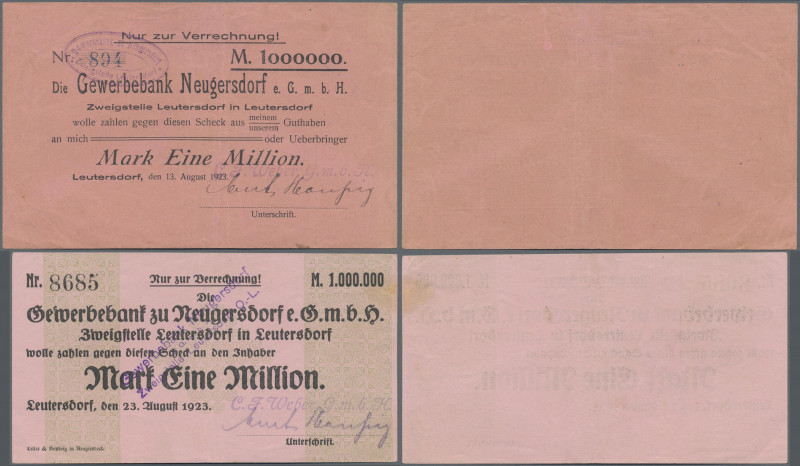 Nur zur Verrechnung!
Nr. 894 M. 1000000.
Die Gewerbebank Neugersdorf e. G. m. b. H.
Zweigstelle Leutersdorf in Leutersdorf
wolle zahlen gegen diesen Scheck aus meinem unserem Guthaben
an mich oder Ueberbringer
Mark Eine Million.
Leutersdorf, den 13. August 1923.
C. F. Weber G. m. b. H.
Unterschrift.
Nr. 8685 Nur zur Verrechnung! M. 1.000.000
Die
Gewerbebank zu Neugersdorf e. G. m. b. H.
Zweigstelle Leutersdorf in Leutersdorf
wolle zahlen gegen diesen Scheck an den Inhaber
Mark Eine Million.
Leutersdorf, den 23. August 1923.
C. F. Weber G. m. b. H.
Unterschrift.